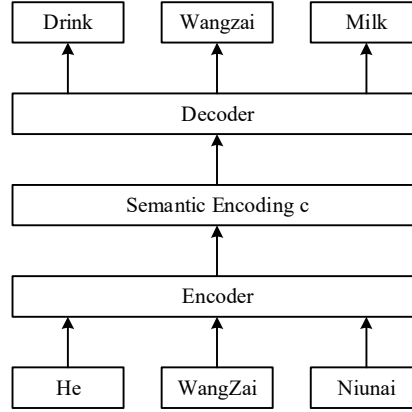 Drink Wangzai Milk
Decoder
Semantic Encoding c
Encoder
He WangZai Niunai